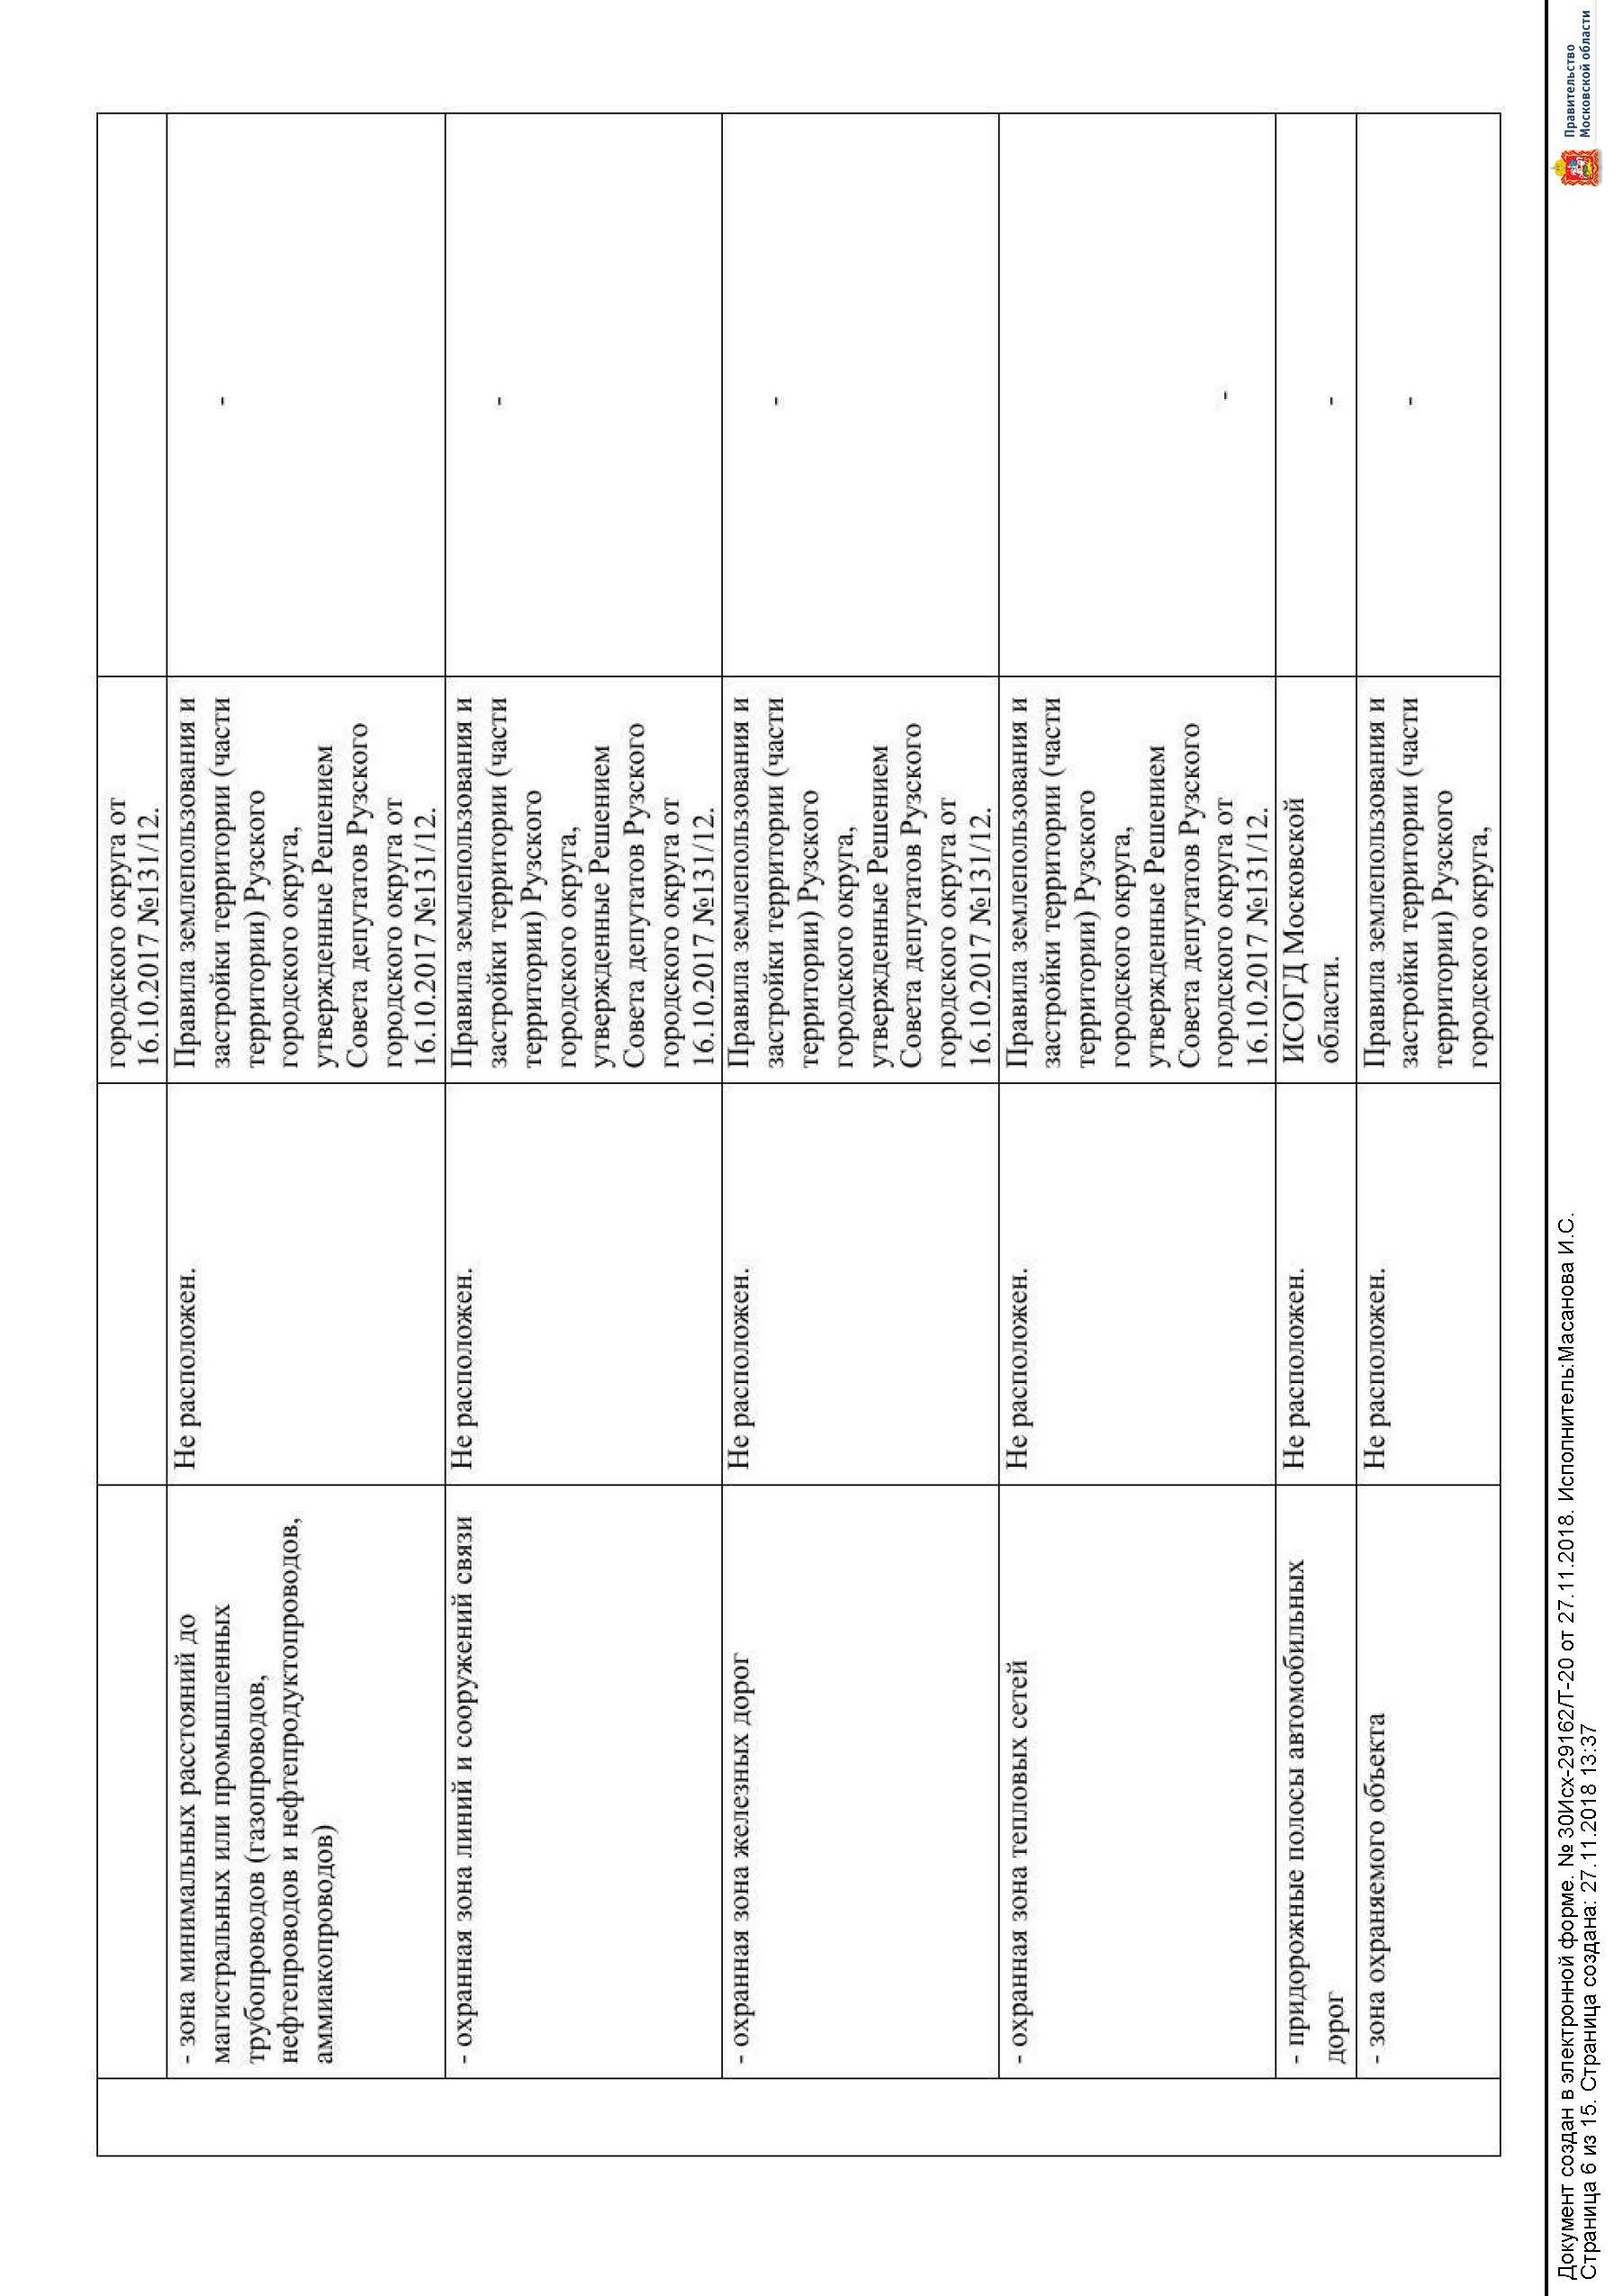 городского округа от
16.10.2017 №131/12.
- зона минимальных расстояний до
магистральных или промышленных
трубопроводов (газопроводов,
нефтепроводов и нефтепродуктопроводов,
аммиакопроводов)
Не расположен.
Правила землепользования и
застройки территории (части
территории) Рузского
городского округа,
утвержденные Решением
Совета депутатов Рузского
городского округа от
16.10.2017 №131/12.
-
- охранная зона линий и сооружений связи
Не расположен.
Правила землепользования и
застройки территории (части
территории) Рузского
городского округа,
утвержденные Решением
Совета депутатов Рузского
городского округа от
16.10.2017 №131/12.
-
- охранная зона железных дорог
Не расположен.
Правила землепользования и
застройки территории (части
территории) Рузского
городского округа,
утвержденные Решением
Совета депутатов Рузского
городского округа от
16.10.2017 №131/12.
-
- охранная зона тепловых сетей
Не расположен.
Правила землепользования и
застройки территории (части
территории) Рузского
городского округа,
утвержденные Решением
Совета депутатов Рузского
городского округа от
16.10.2017 №131/12.
-
- придорожные полосы автомобильных
дорог
Не расположен.
ИСОГД Московской
области.
-
- зона охраняемого объекта
Не расположен.
Правила землепользования и
застройки территории (части
территории) Рузского
городского округа,
-
Документ создан в электронной форме. № 30Исх-29162/Т-20 от 27.11.2018. Исполнитель:Масанова И.С.
Страница 6 из 15. Страница создана: 27.11.2018 13:37
Правительство
Московской области